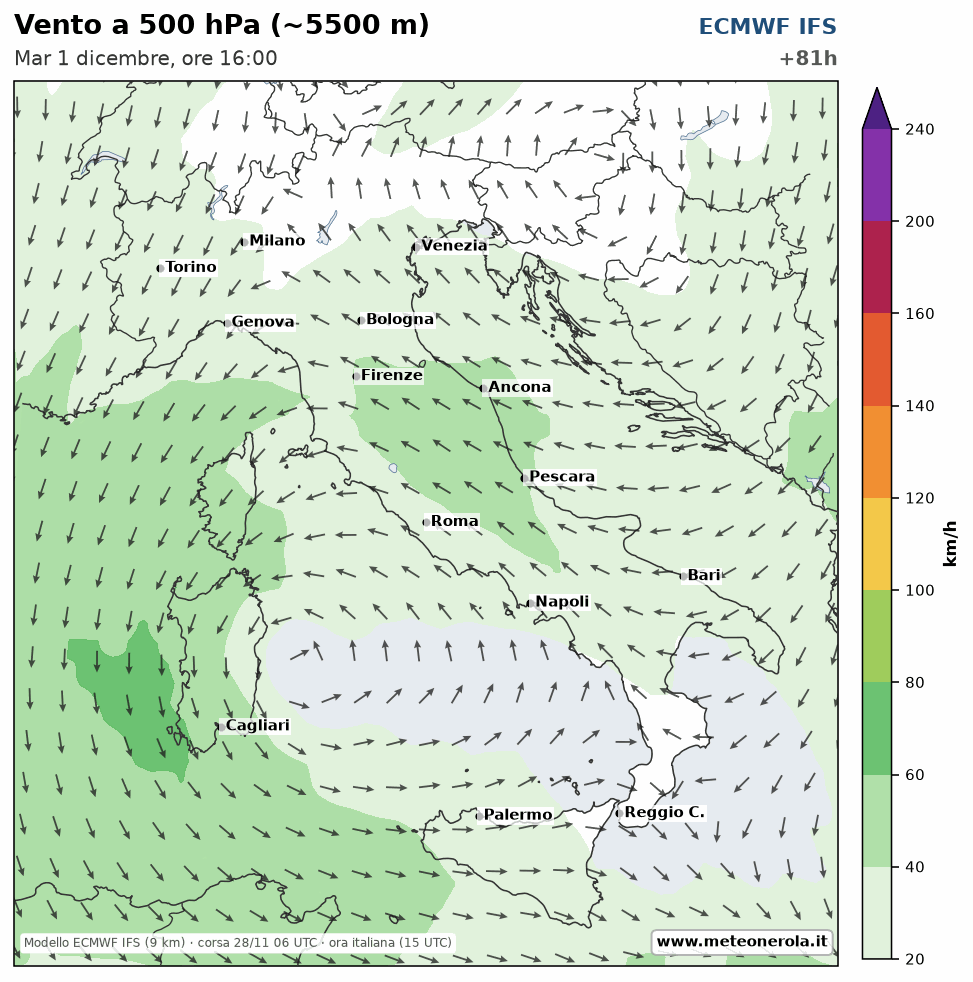 Vento a 500 hPa (~5500 m)
ECMWF IFS
Mar 1 dicembre, ore 16:00
+81h
Milano
Venezia
Torino
Genova
Bologna
Firenze
Ancona
Pescara
Roma
Bari
Napoli
Cagliari
Palermo
Reggio C.
240
200
160
140
120
100
80
60
40
20
km/h
Modello ECMWF IFS (9 km) · corsa 28/11 06 UTC · ora italiana (15 UTC)
www.meteonerola.it